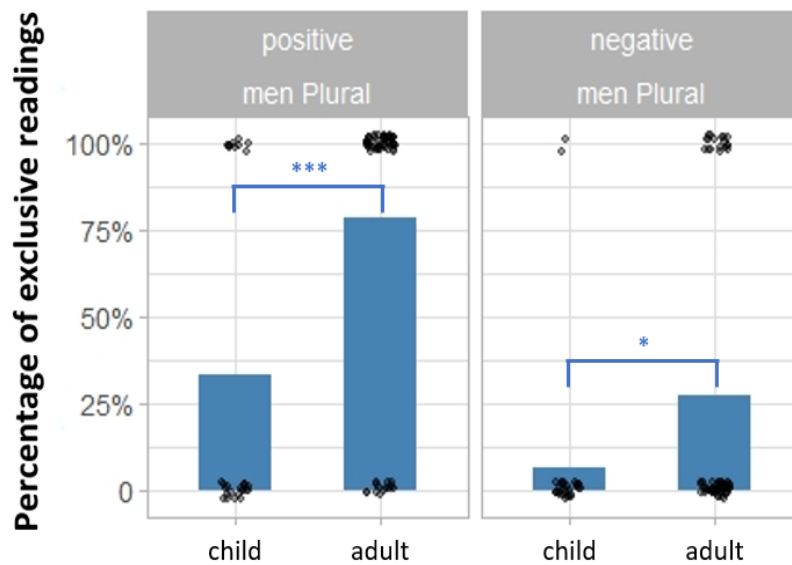 Percentage of exclusive readings
positive
men Plural
negative
men Plural
100%
75%
50%
25%
0
***
*
child
adult
child
adult